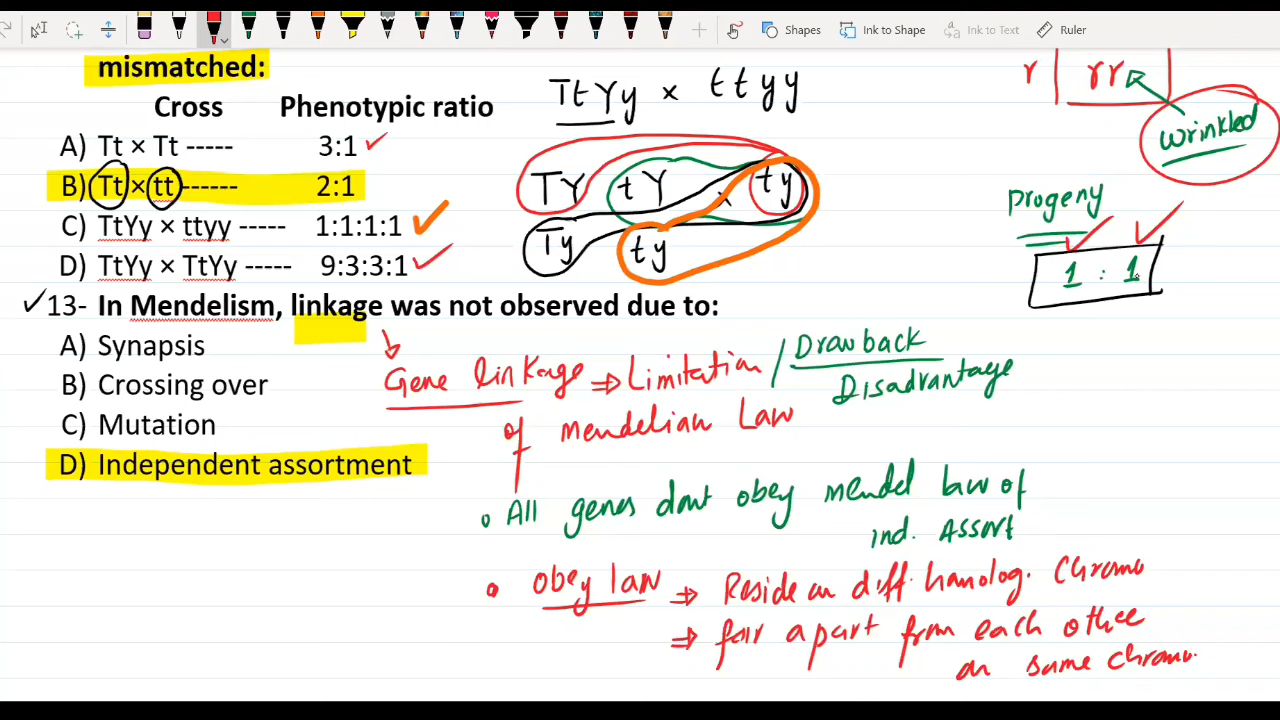 Shapes
Ink to Shape
Ink to Text
Ruler
mismatched:
Cross Phenotypic ratio
A) Tt × Tt ----- 3:1
B) Tt × tt ------ 2:1
C) TtYy × ttyy ----- 1:1:1:1
D) TtYy × TtYy ----- 9:3:3:1
TtYy × ttyy
TY tY × ty
Ty ty
r rr
wrinkled
progeny
1 : 1
13- In Mendelism, linkage was not observed due to:
A) Synapsis
B) Crossing over
C) Mutation
D) Independent assortment
Gene linkage ⇒ Limitation / Drawback
Disadvantage
of mendelian Law
• All genes dont obey mendel law of
ind. Assort
• obey law ⇒ Reside on diff. homolog. Chromo
⇒ far apart from each other
on same chromo.